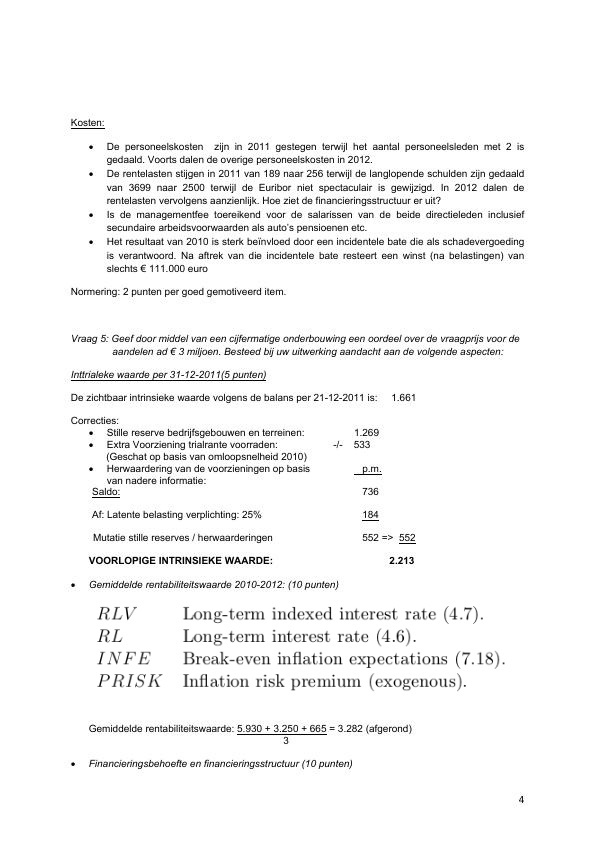 Kosten:
• De personeelskosten zijn in 2011 gestegen terwijl het aantal personeelsleden met 2 is
gedaald. Voorts dalen de overige personeelskosten in 2012.
• De rentelasten stijgen in 2011 van 189 naar 256 terwijl de langlopende schulden zijn gedaald
van 3699 naar 2500 terwijl de Euribor niet spectaculair is gewijzigd. In 2012 dalen de
rentelasten vervolgens aanzienlijk. Hoe ziet de financieringsstructuur er uit?
• Is de managementfee toereikend voor de salarissen van de beide directieleden inclusief
secundaire arbeidsvoorwaarden als auto's pensioenen etc.
• Het resultaat van 2010 is sterk beïnvloed door een incidentele bate die als schadevergoeding
is verantwoord. Na aftrek van die incidentele bate resteert een winst (na belastingen) van
slechts € 111.000 euro
Normering: 2 punten per goed gemotiveerd item.
Vraag 5: Geef door middel van een cijfermatige onderbouwing een oordeel over de vraagprijs voor de
aandelen ad € 3 miljoen. Besteed bij uw uitwerking aandacht aan de volgende aspecten:
Inttrialeke waarde per 31-12-2011(5 punten)
De zichtbaar intrinsieke waarde volgens de balans per 21-12-2011 is: 1.661
Correcties:
• Stille reserve bedrijfsgebouwen en terreinen: 1.269
• Extra Voorziening trialrante voorraden: -/- 533
(Geschat op basis van omloopsnelheid 2010)
• Herwaardering van de voorzieningen op basis p.m.
van nadere informatie:
Saldo: 736
Af: Latente belasting verplichting: 25% 184
Mutatie stille reserves / herwaarderingen 552 => 552
VOORLOPIGE INTRINSIEKE WAARDE: 2.213
• Gemiddelde rentabiliteitswaarde 2010-2012: (10 punten)
RLV Long-term indexed interest rate (4.7).
RL Long-term interest rate (4.6).
INFE Break-even inflation expectations (7.18).
PRISK Inflation risk premium (exogenous).
Gemiddelde rentabiliteitswaarde: 5.930 + 3.250 + 665 = 3.282 (afgerond)
3
• Financieringsbehoefte en financieringsstructuur (10 punten)
4